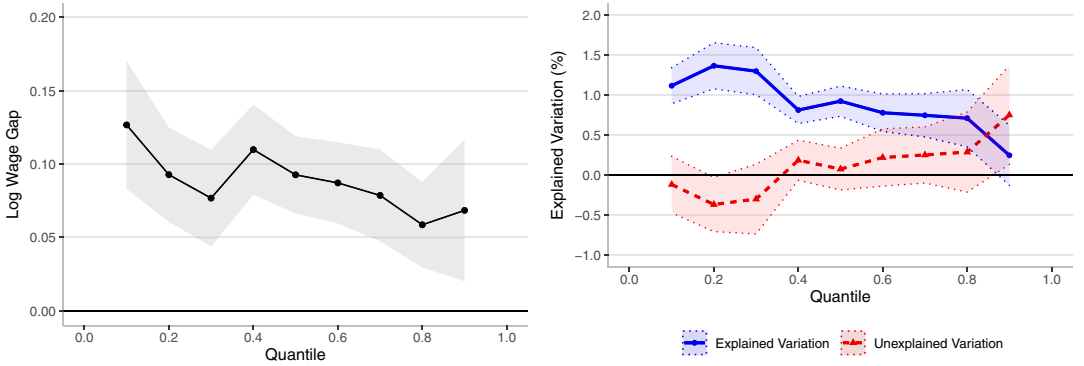 0.20
0.15
0.10
0.05
0.00
Log Wage Gap
0.0 0.2 0.4 0.6 0.8 1.0
Quantile
2.0
1.5
1.0
0.5
0.0
−0.5
−1.0
Explained Variation (%)
0.0 0.2 0.4 0.6 0.8 1.0
Quantile
Explained Variation Unexplained Variation